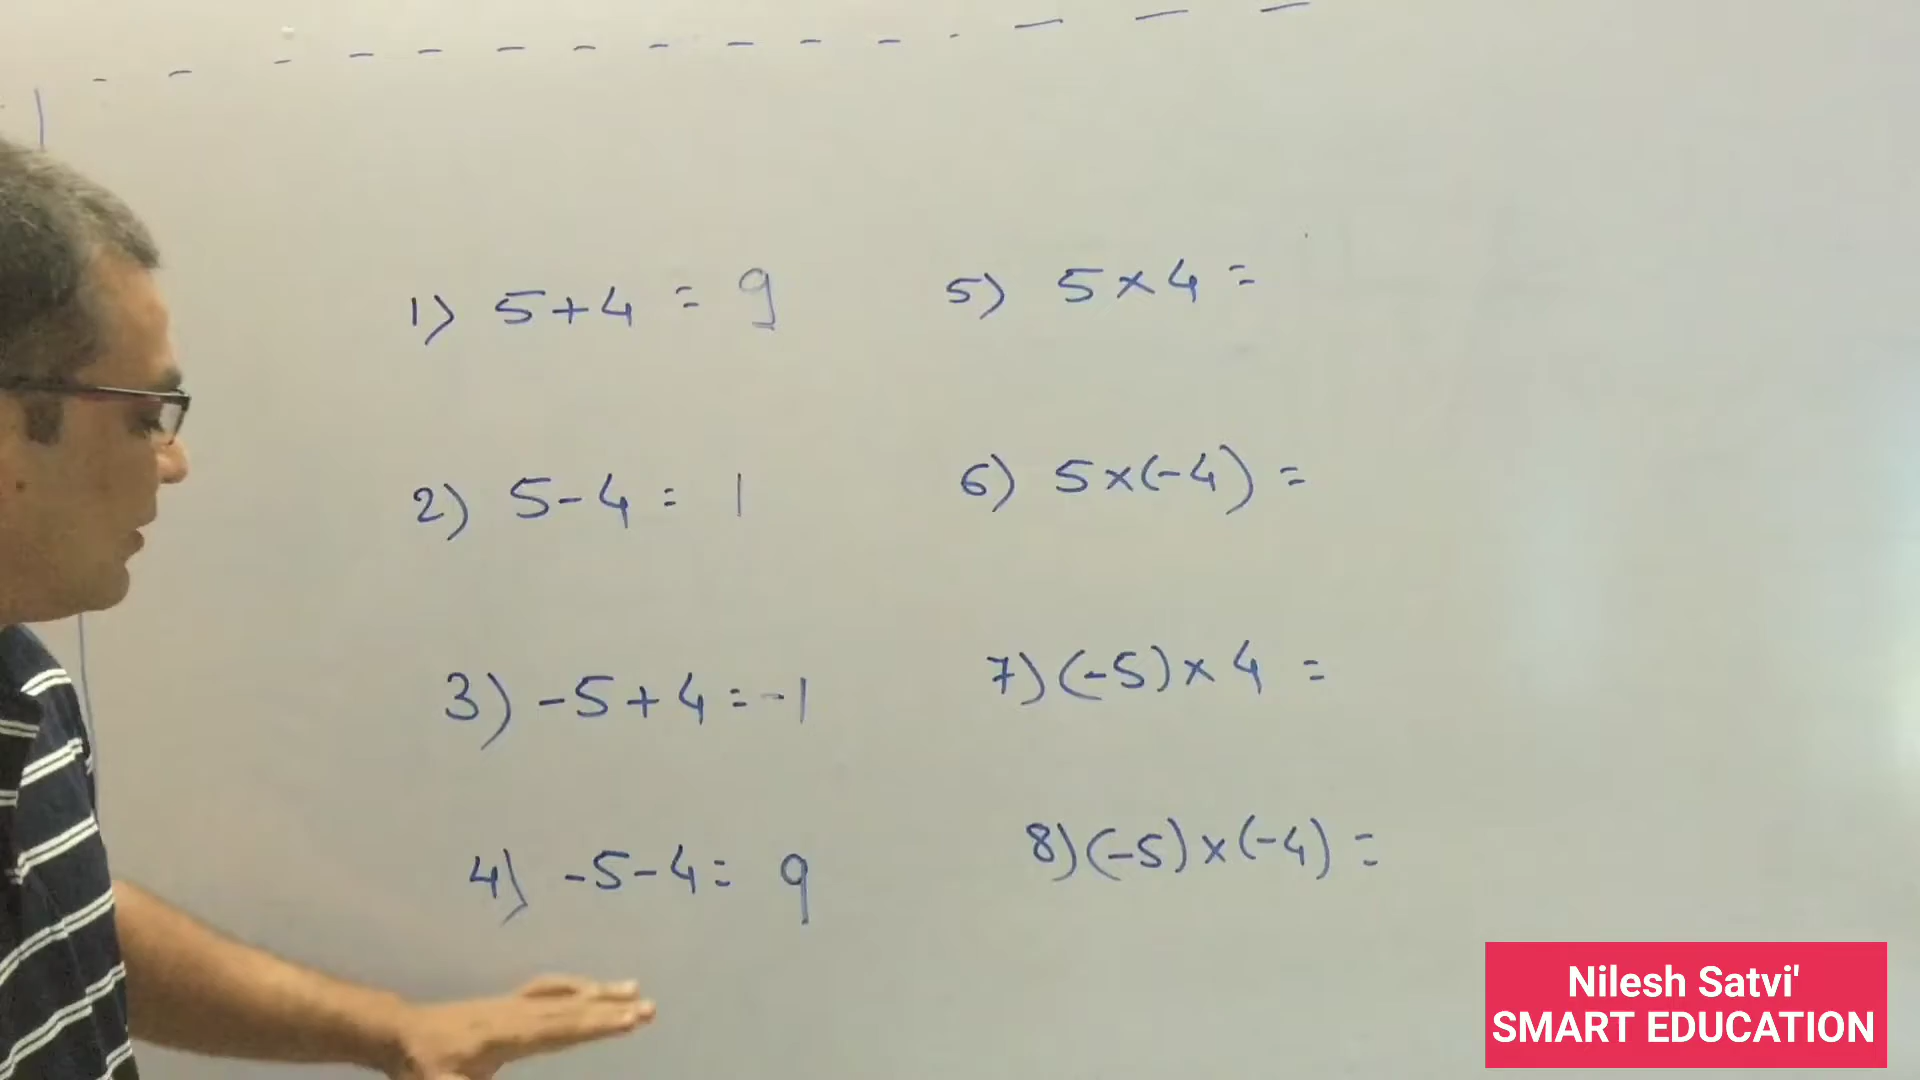 1) 5+4 = 9
2) 5-4 = 1
3) -5+4 = -1
4) -5-4 = 9
5) 5×4 =
6) 5×(-4) =
7) (-5)×4 =
8) (-5)×(-4) =
Nilesh Satvi'
SMART EDUCATION